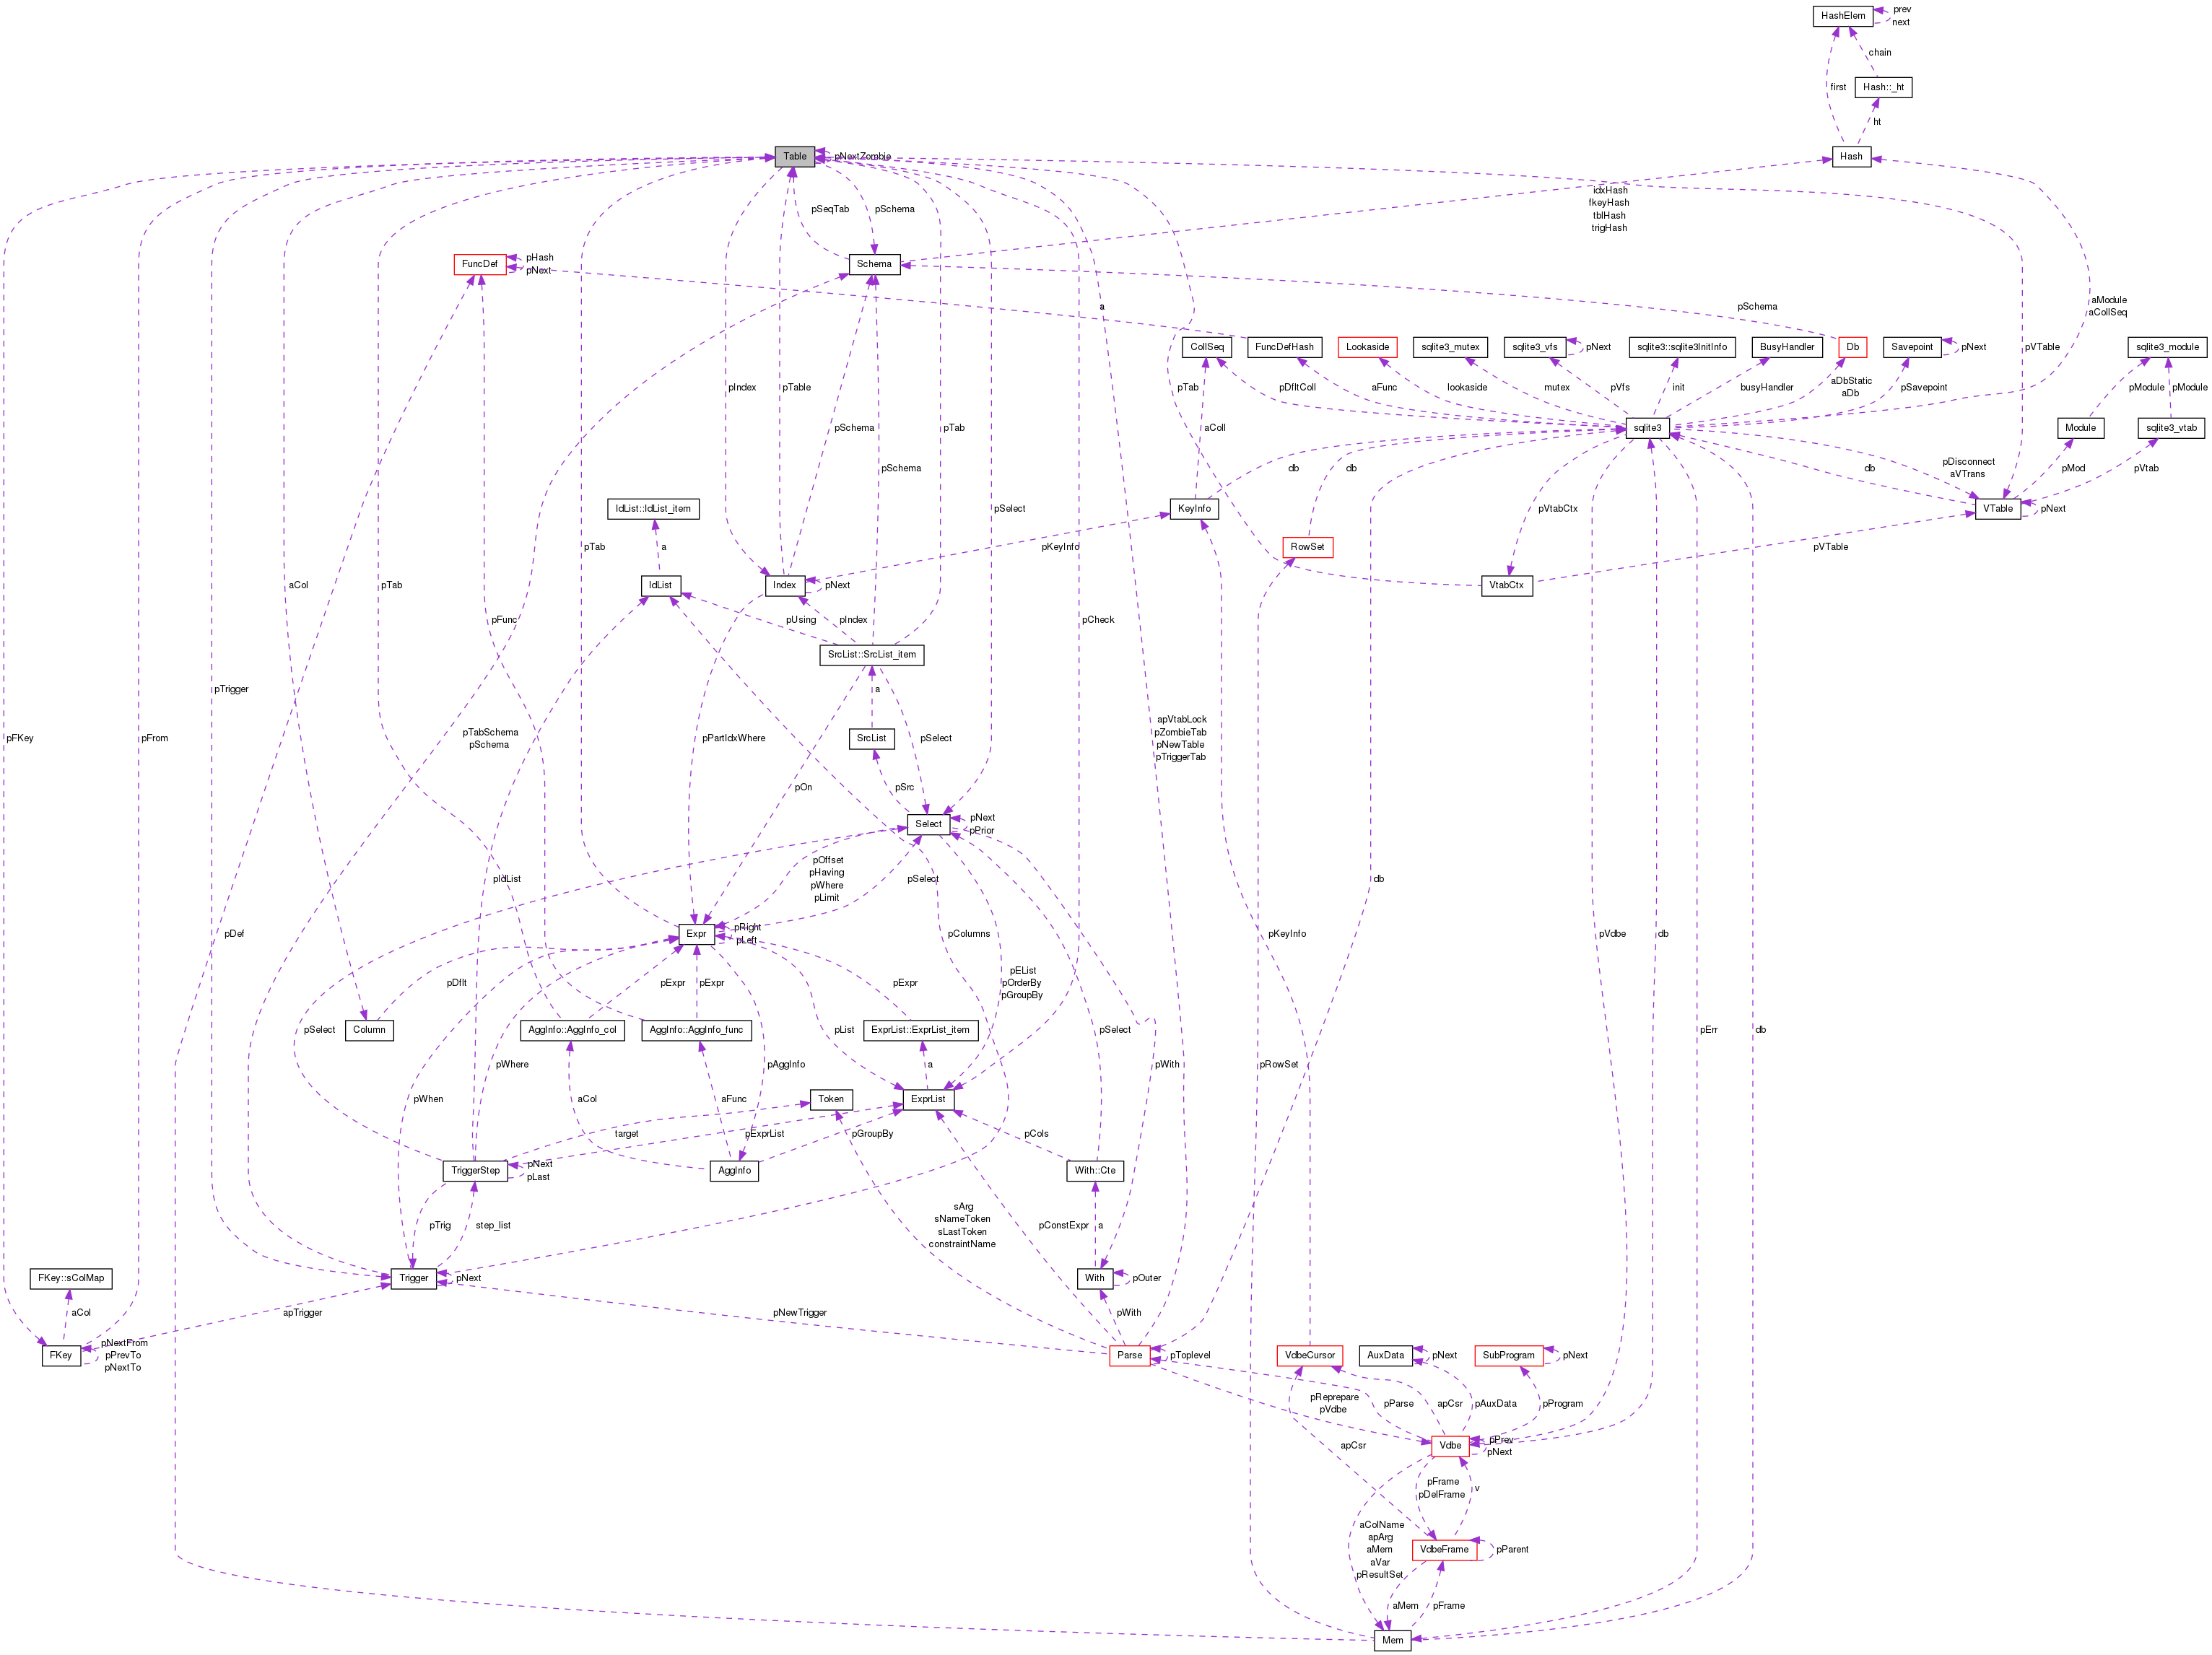 HashElem
prev
next
chain
first
Hash::_ht
ht
Table
pNextZombie
Hash
idxHash
fkeyHash
tblHash
trigHash
pSeqTab
pSchema
FuncDef
pHash
pNext
Schema
a
pSchema
aModule
aCollSeq
CollSeq
FuncDefHash
Lookaside
sqlite3_mutex
sqlite3_vfs
pNext
sqlite3::sqlite3InitInfo
BusyHandler
Db
Savepoint
pNext
pVTable
sqlite3_module
pIndex
pTable
pTab
pDfltColl
aFunc
lookaside
mutex
pVfs
init
busyHandler
aDbStatic
aDb
pSavepoint
pModule
pModule
pSchema
pTab
aColl
sqlite3
Module
sqlite3_vtab
pSchema
db
db
pDisconnect
aVTrans
db
pMod
pVtab
IdList::IdList_item
pSelect
KeyInfo
pVtabCtx
VTable
pNext
pTab
a
pKeyInfo
RowSet
pVTable
aCol
pTab
IdList
Index
pNext
VtabCtx
pFunc
pUsing
pIndex
pCheck
SrcList::SrcList_item
pTrigger
a
pFKey
pFrom
pTabSchema
pSchema
pPartIdxWhere
SrcList
pSelect
apVtabLock
pZombieTab
pNewTable
pTriggerTab
pOn
pSrc
Select
pNext
pPrior
pIdList
pOffset
pHaving
pWhere
pLimit
pSelect
db
pDef
Expr
pRight
pLeft
pColumns
pKeyInfo
pVdbe
db
pDflt
pExpr
pExpr
pExpr
pEList
pOrderBy
pGroupBy
pSelect
Column
AggInfo::AggInfo_col
AggInfo::AggInfo_func
pList
ExprList::ExprList_item
pSelect
pErr
db
pWhere
pAggInfo
a
pWith
pRowSet
pWhen
aCol
aFunc
Token
ExprList
target
pExprList
pGroupBy
pCols
TriggerStep
pNext
pLast
AggInfo
With::Cte
pTrig
step_list
sArg
sNameToken
sLastToken
constraintName
pConstExpr
a
FKey::sColMap
Trigger
pNext
With
pOuter
aCol
apTrigger
pNewTrigger
pWith
FKey
pNextFrom
pPrevTo
pNextTo
Parse
pToplevel
VdbeCursor
AuxData
pNext
SubProgram
pNext
pReprepare
pVdbe
pParse
apCsr
pAuxData
pProgram
apCsr
Vdbe
pPrev
pNext
pFrame
pDelFrame
v
aColName
apArg
aMem
aVar
pResultSet
VdbeFrame
pParent
aMem
pFrame
Mem